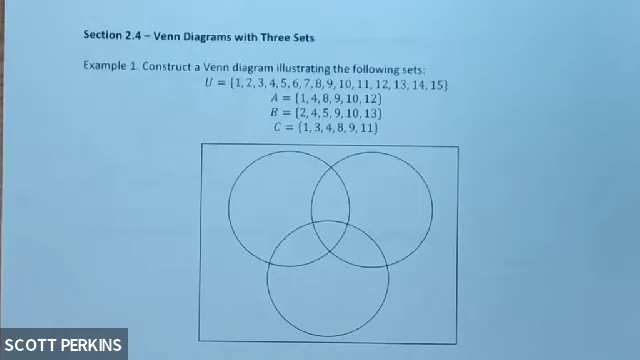 Section 2.4 – Venn Diagrams with Three Sets
Example 1. Construct a Venn diagram illustrating the following sets:
U = {1, 2, 3, 4, 5, 6, 7, 8, 9, 10, 11, 12, 13, 14, 15}
A = {1, 4, 8, 9, 10, 12}
B = {2, 4, 5, 9, 10, 13}
C = {1, 3, 4, 8, 9, 11}
SCOTT PERKINS